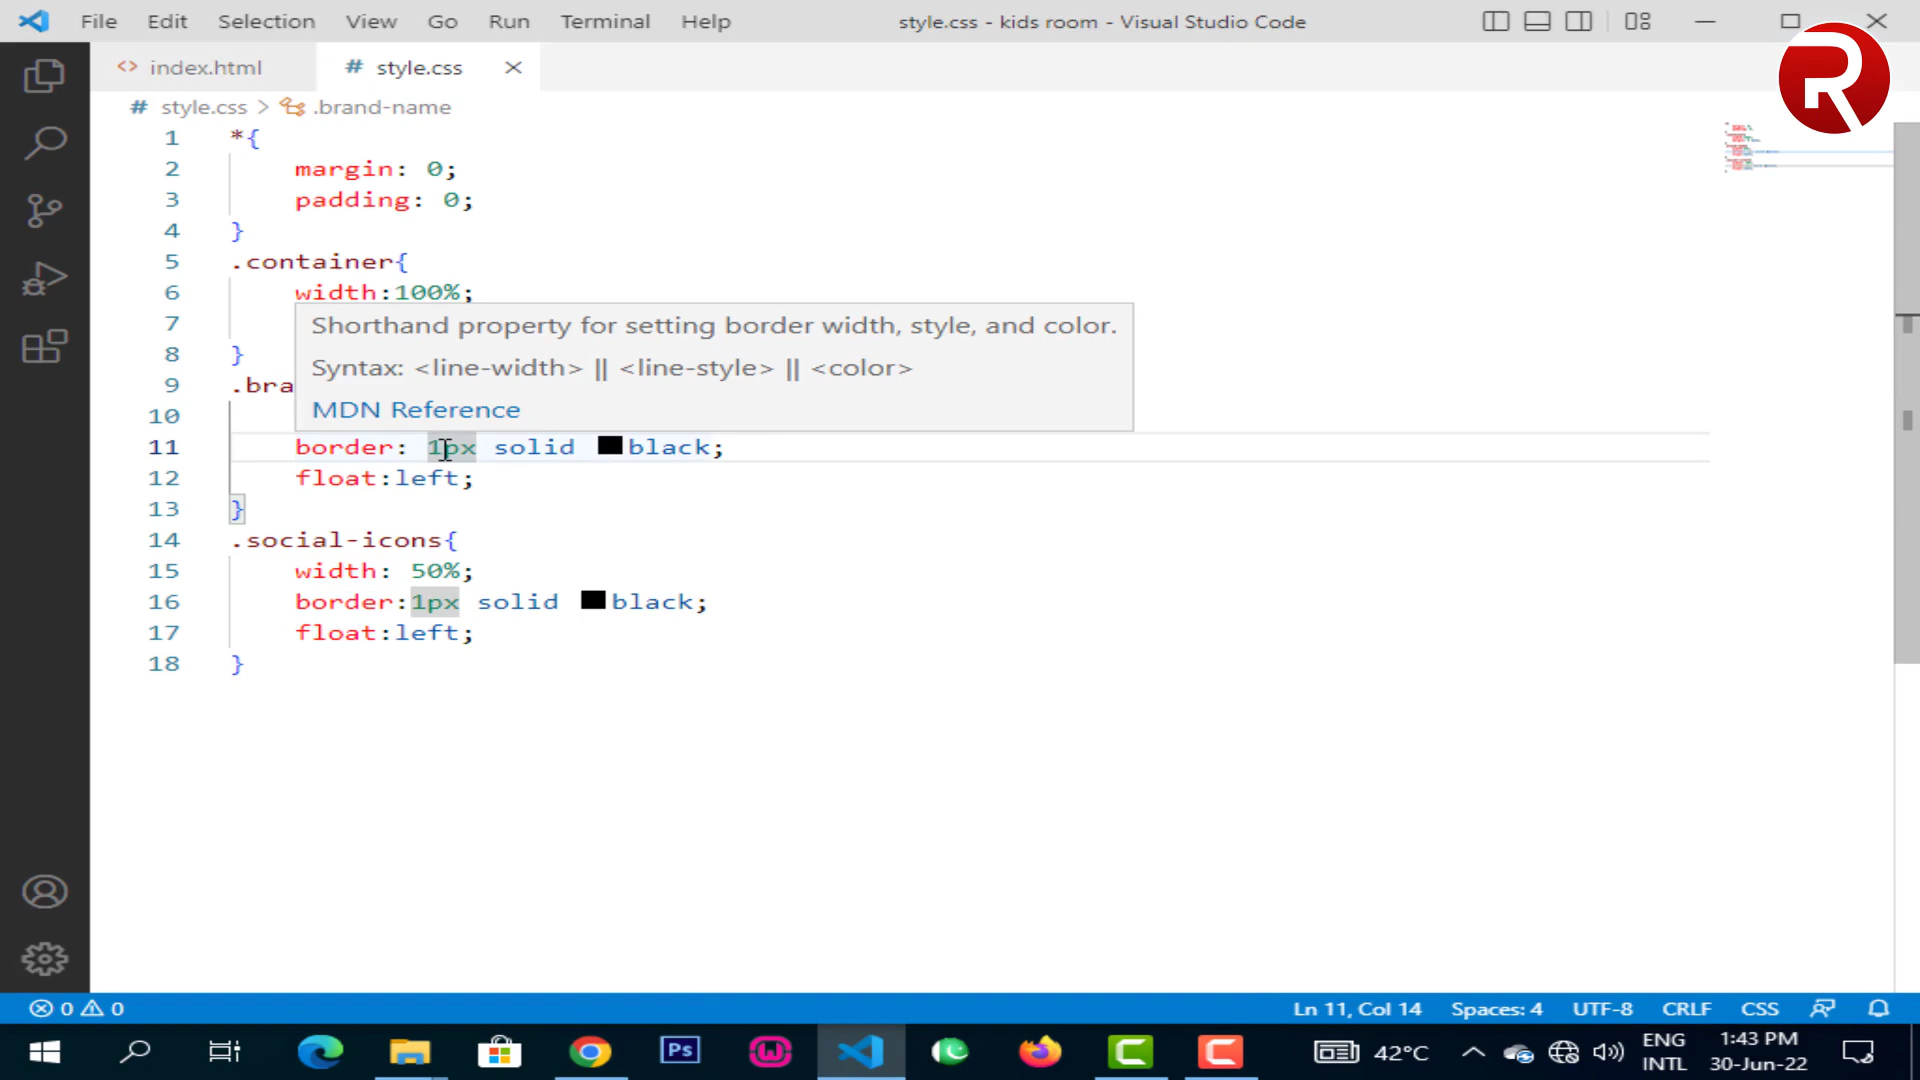 File Edit Selection View Go Run Terminal Help style.css - kids room - Visual Studio Code
R
<> index.html # style.css
# style.css > .brand-name
1 *{
2 margin: 0;
3 padding: 0;
4 }
5 .container{
6 width:100%;
7
8 }
Shorthand property for setting border width, style, and color.
Syntax: <line-width> || <line-style> || <color>
MDN Reference
9 .bra
10
11 border: 1px solid black;
12 float:left;
13 }
14 .social-icons{
15 width: 50%;
16 border:1px solid black;
17 float:left;
18 }
0 0 Ln 11, Col 14 Spaces: 4 UTF-8 CRLF CSS
Ps 42°C ENG 1:43 PM
INTL 30-Jun-22